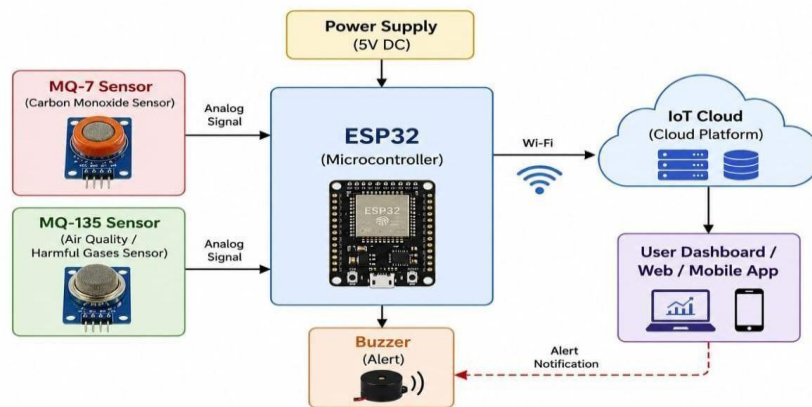 Power Supply
(5V DC)
MQ-7 Sensor
(Carbon Monoxide Sensor)
Analog
Signal
ESP32
(Microcontroller)
ESP32
Wi-Fi
IoT Cloud
(Cloud Platform)
MQ-135 Sensor
(Air Quality /
Harmful Gases Sensor)
Analog
Signal
User Dashboard /
Web / Mobile App
Buzzer
(Alert)
Alert
Notification